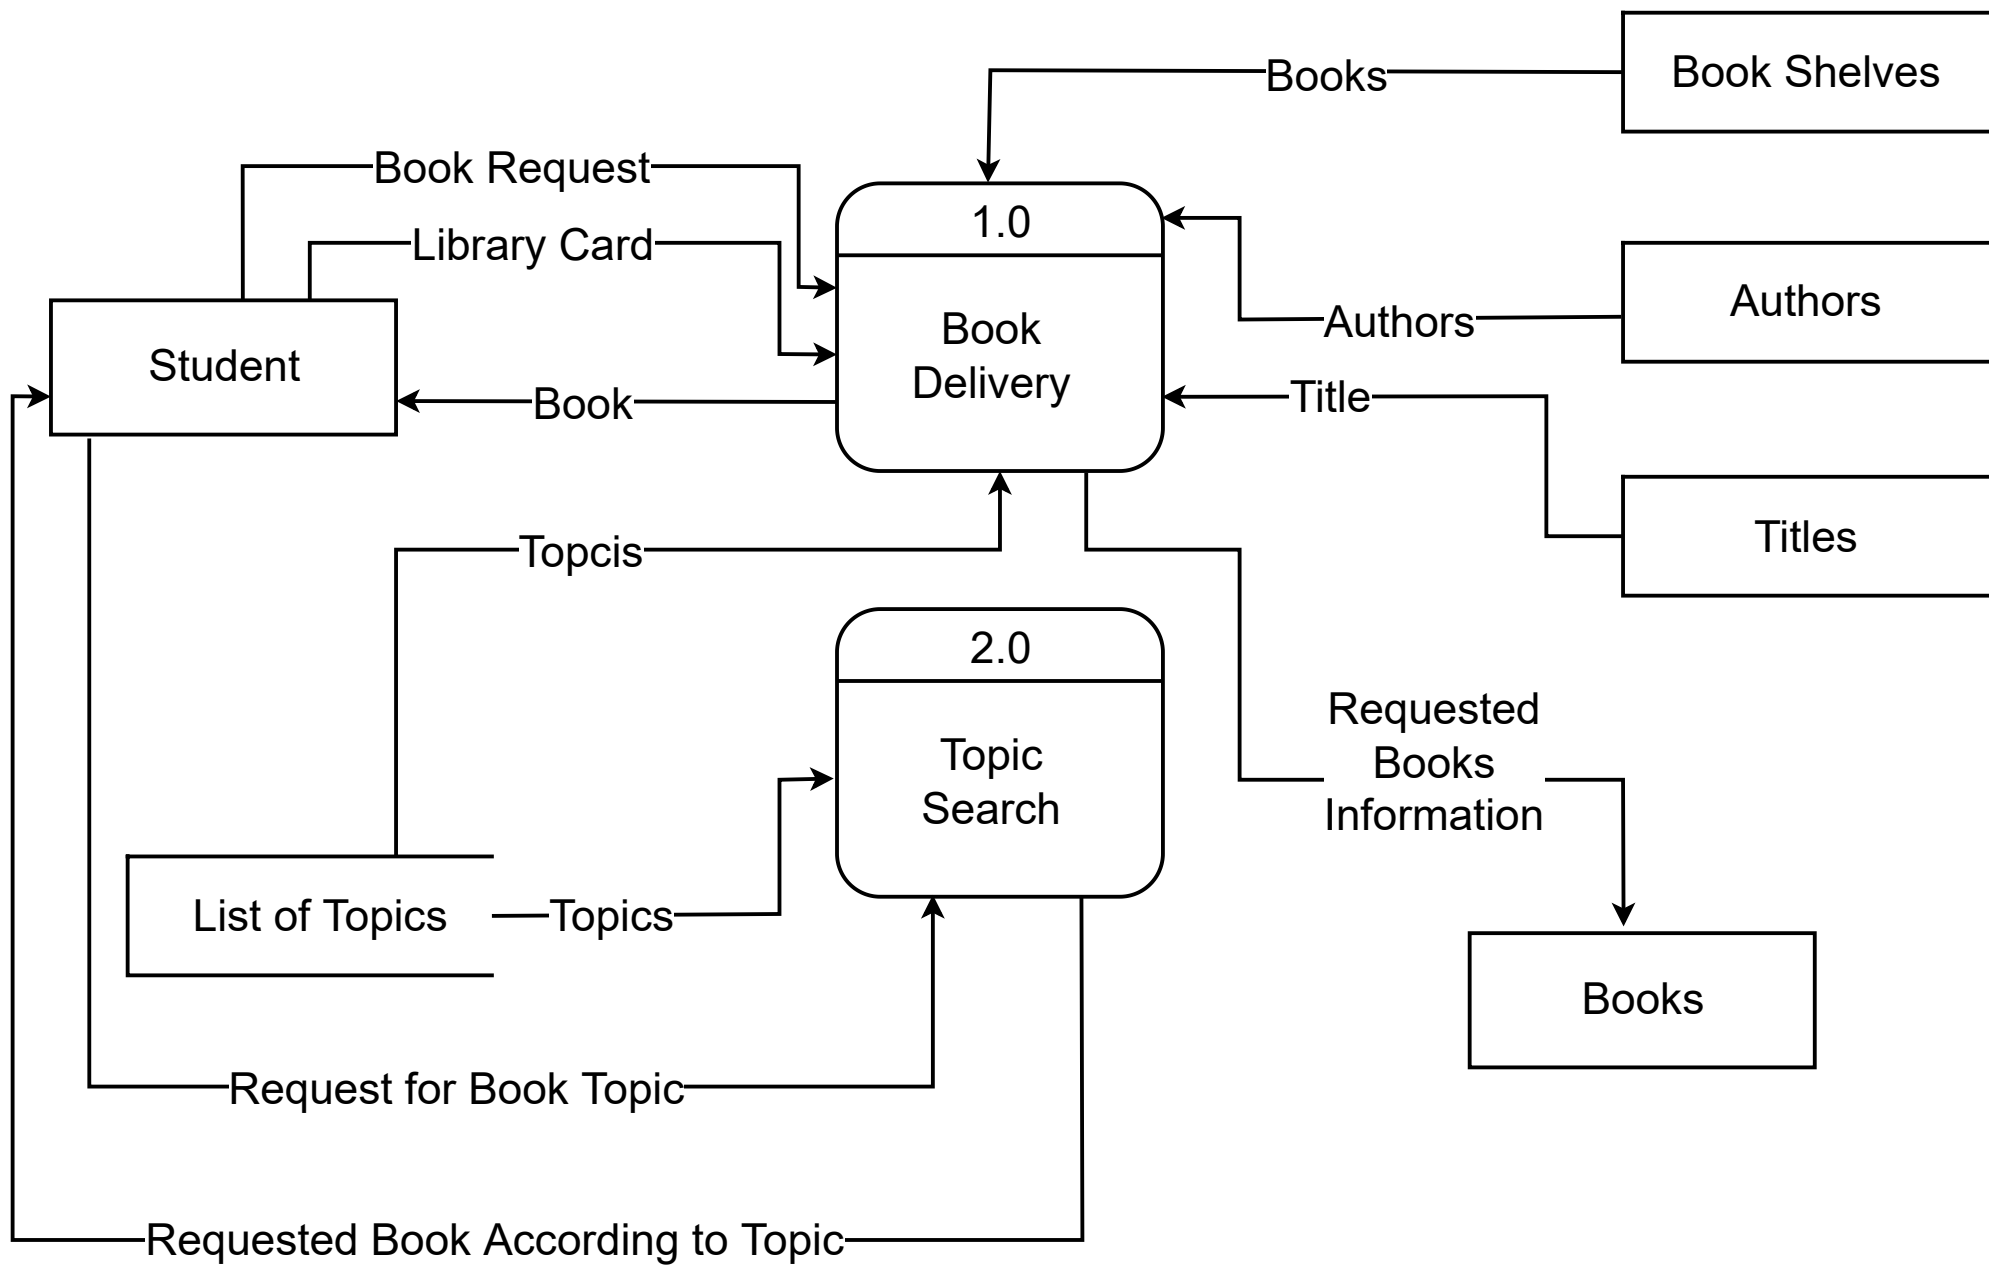 Books
Book Shelves
Book Request
1.0
Library Card
Authors
Authors
Student
Book
Delivery
Book
Title
Titles
Topcis
2.0
Requested
Books
Information
Topic
Search
List of Topics
Topics
Books
Request for Book Topic
Requested Book According to Topic